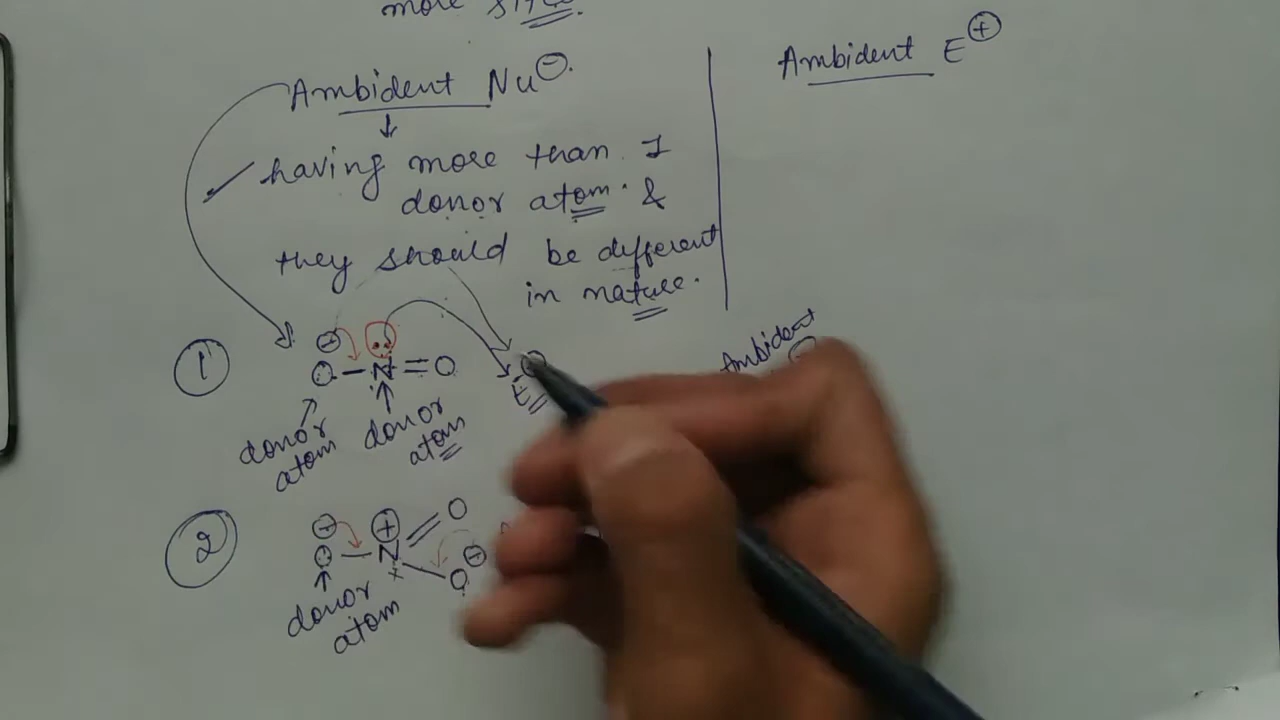 more
Ambident Nu⊖.
↓
having more than 1
donor atom. &
they should be different
in nature.
Ambident E⊕
Ambident
① O – N = O
E
donor
atom
donor
atom
② ⊕ O
O – N
O ⊖
donor
atom